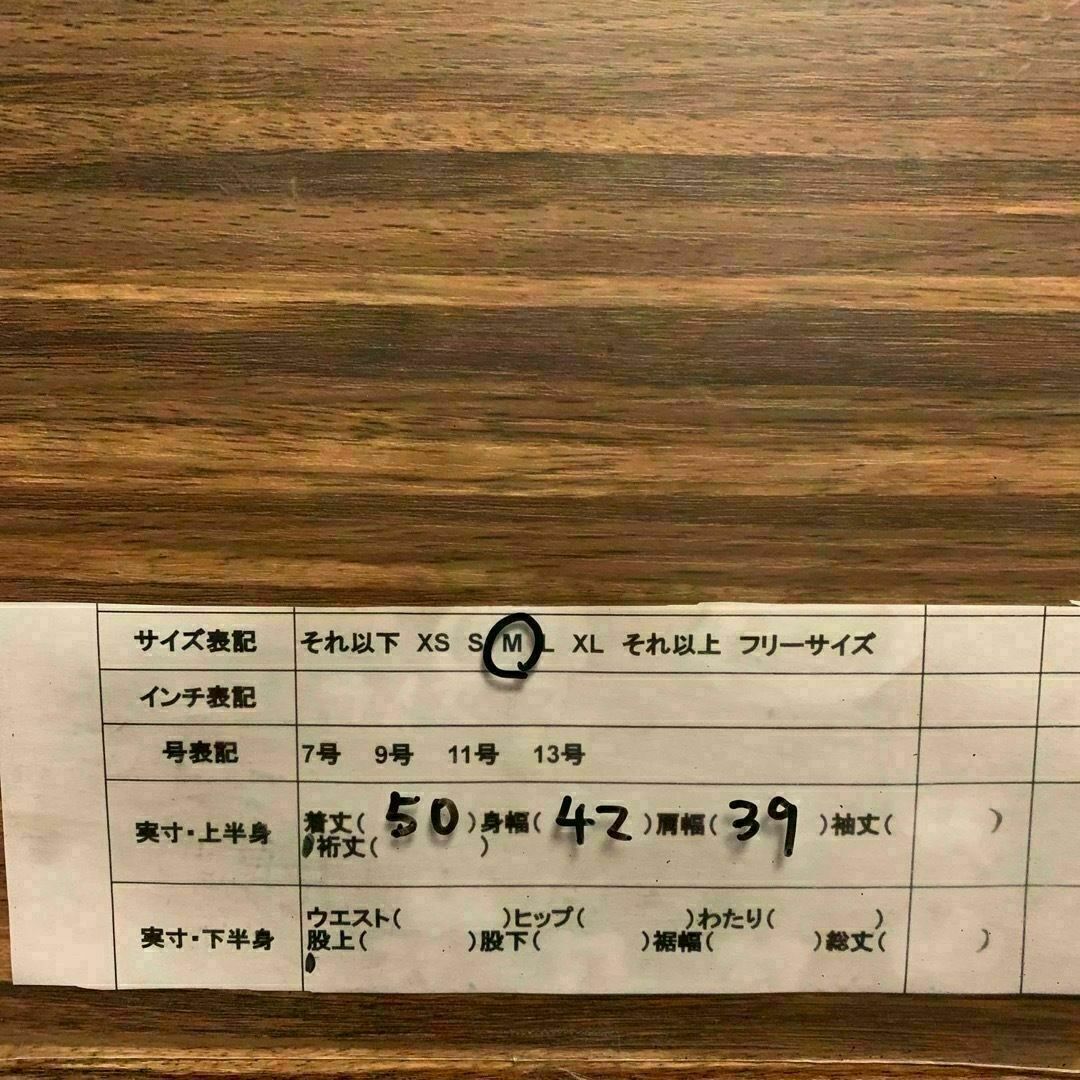 サイズ表記 それ以下 XS S M L XL それ以上 フリーサイズ
インチ表記
号表記 7号 9号 11号 13号
実寸・上半身 着丈( 50 )身幅( 42 )肩幅( 39 )袖丈( )
裄丈( )
実寸・下半身 ウエスト( )ヒップ( )わたり( )
股上( )股下( )裾幅( )総丈( )